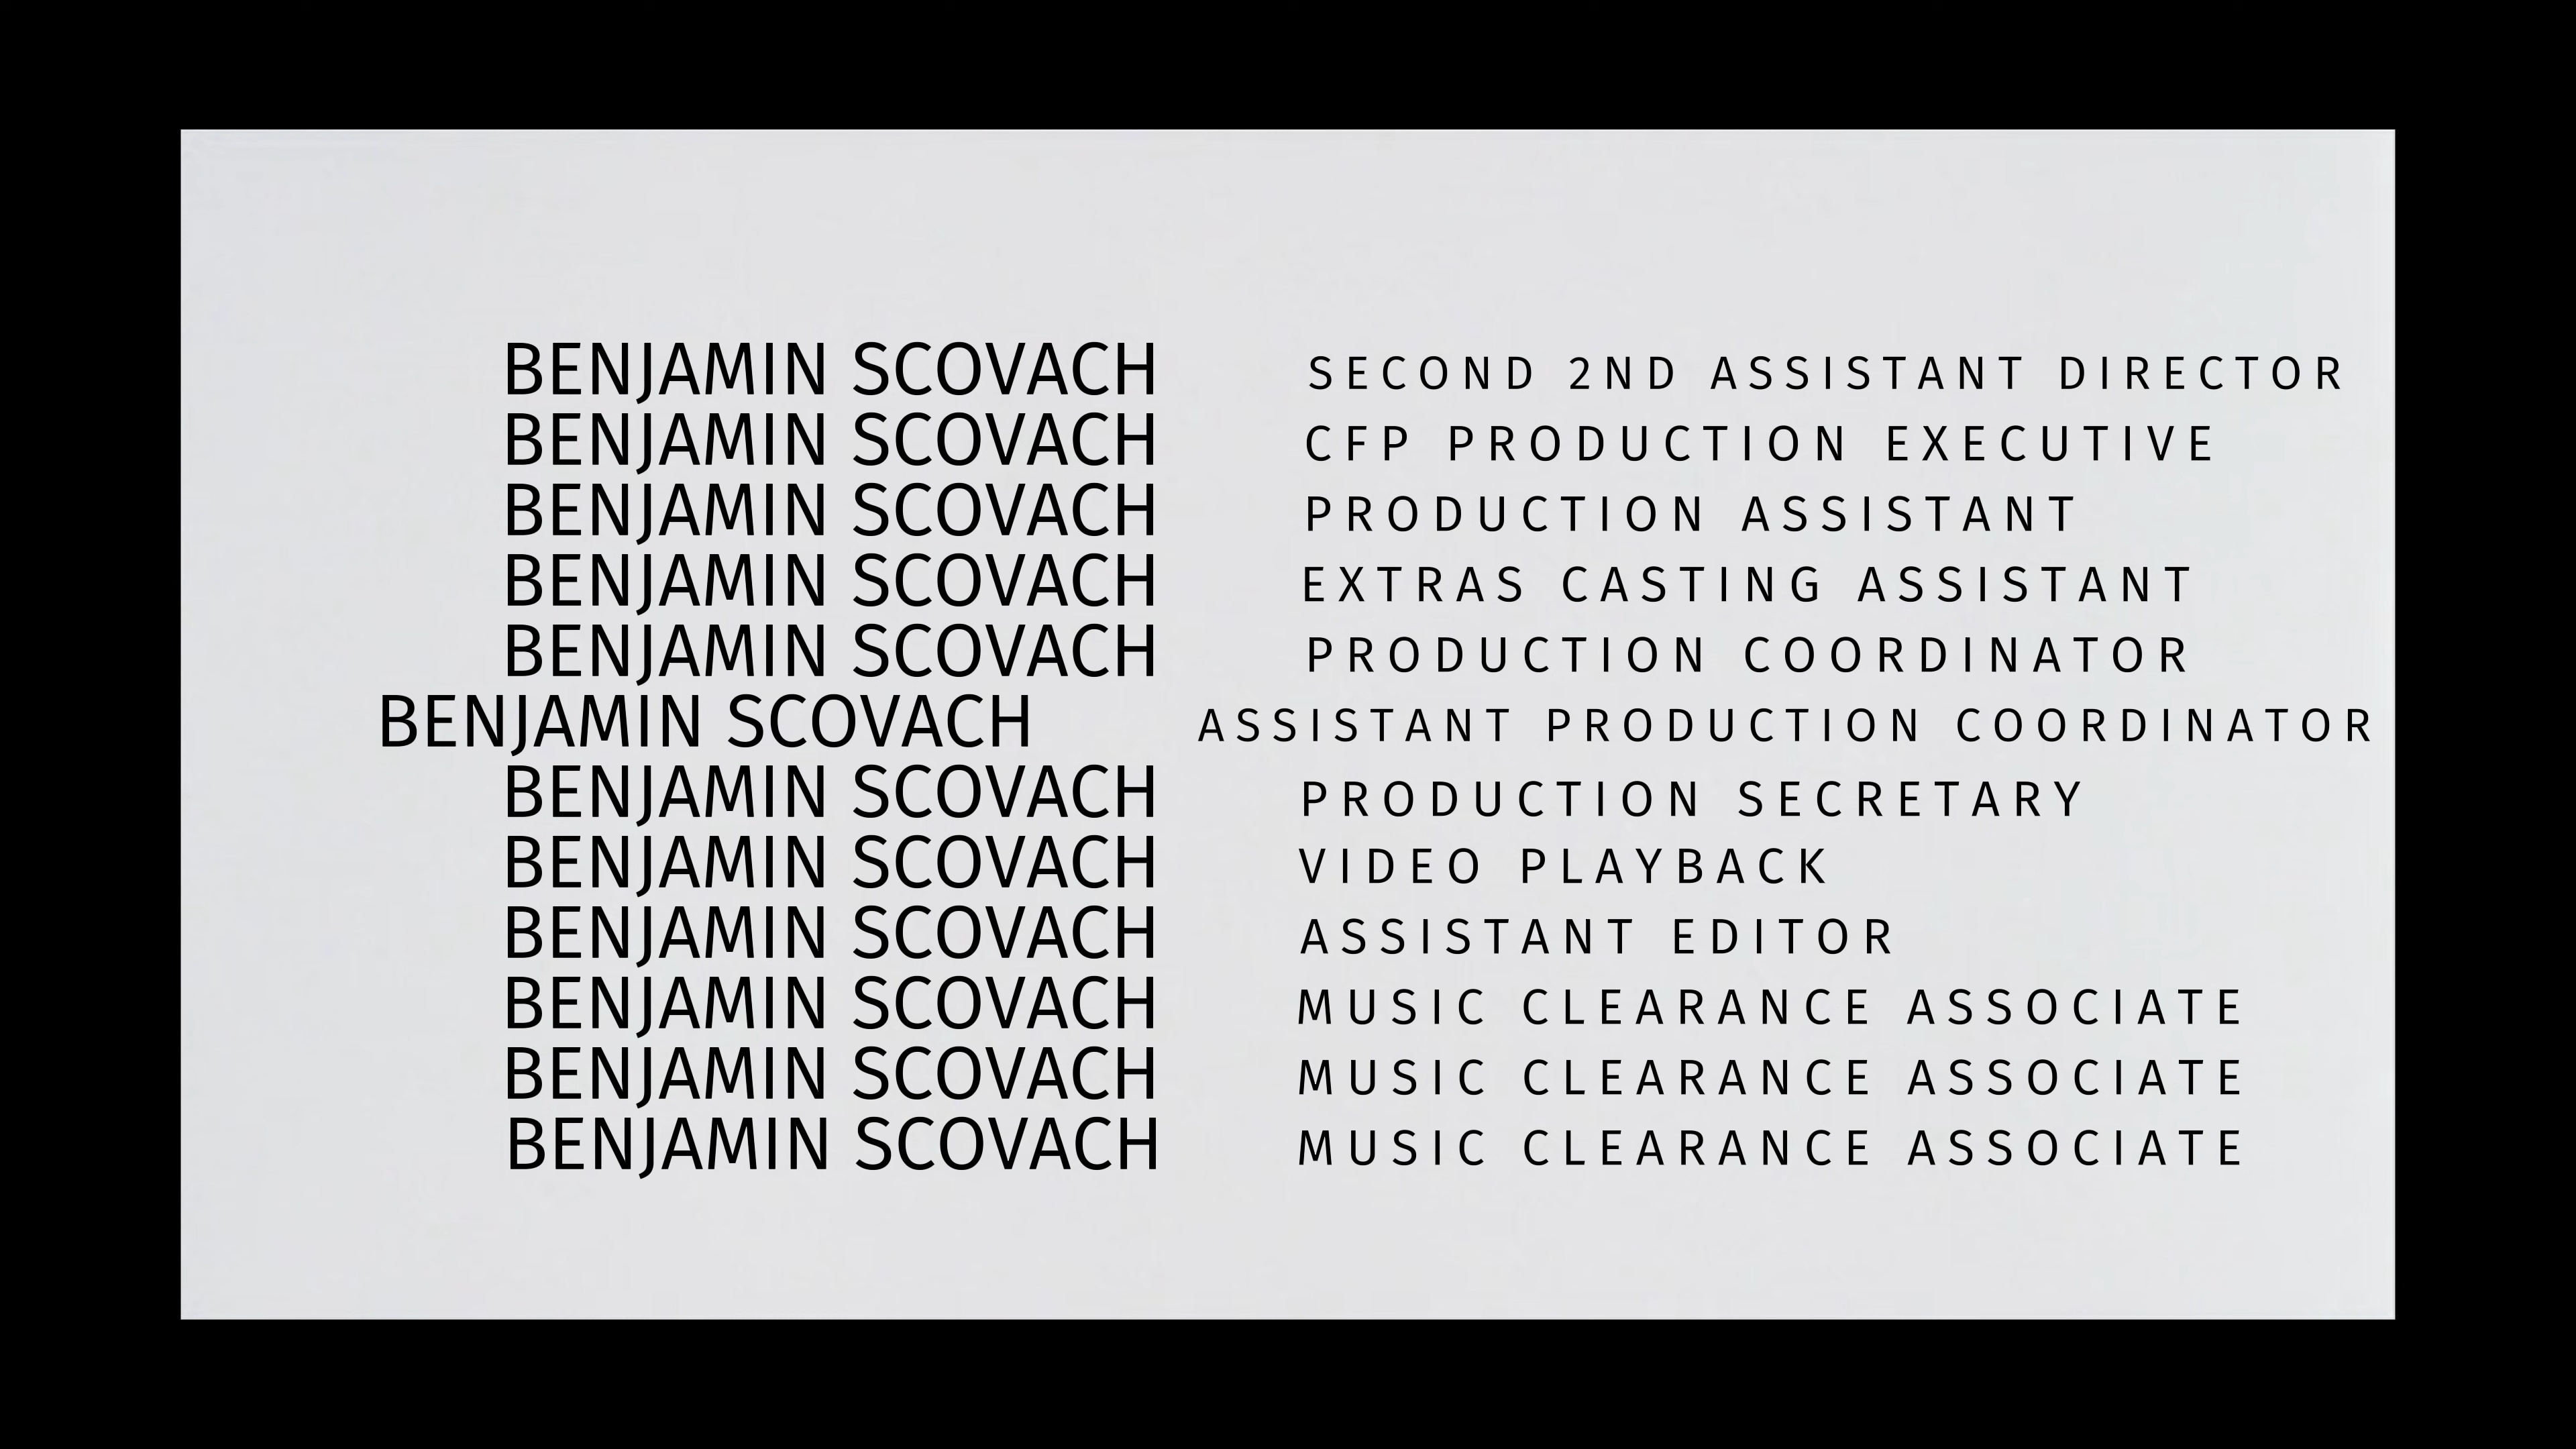 BENJAMIN SCOVACH SECOND 2ND ASSISTANT DIRECTOR
BENJAMIN SCOVACH CFP PRODUCTION EXECUTIVE
BENJAMIN SCOVACH PRODUCTION ASSISTANT
BENJAMIN SCOVACH EXTRAS CASTING ASSISTANT
BENJAMIN SCOVACH PRODUCTION COORDINATOR
BENJAMIN SCOVACH ASSISTANT PRODUCTION COORDINATOR
BENJAMIN SCOVACH PRODUCTION SECRETARY
BENJAMIN SCOVACH VIDEO PLAYBACK
BENJAMIN SCOVACH ASSISTANT EDITOR
BENJAMIN SCOVACH MUSIC CLEARANCE ASSOCIATE
BENJAMIN SCOVACH MUSIC CLEARANCE ASSOCIATE
BENJAMIN SCOVACH MUSIC CLEARANCE ASSOCIATE